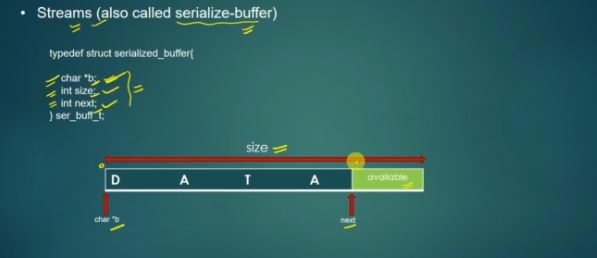 • Streams (also called serialize-buffer)
typedef struct serialized_buffer{
char *b;
int size;
int next;
} ser_buff_t;
size
D A T A available
char *b next